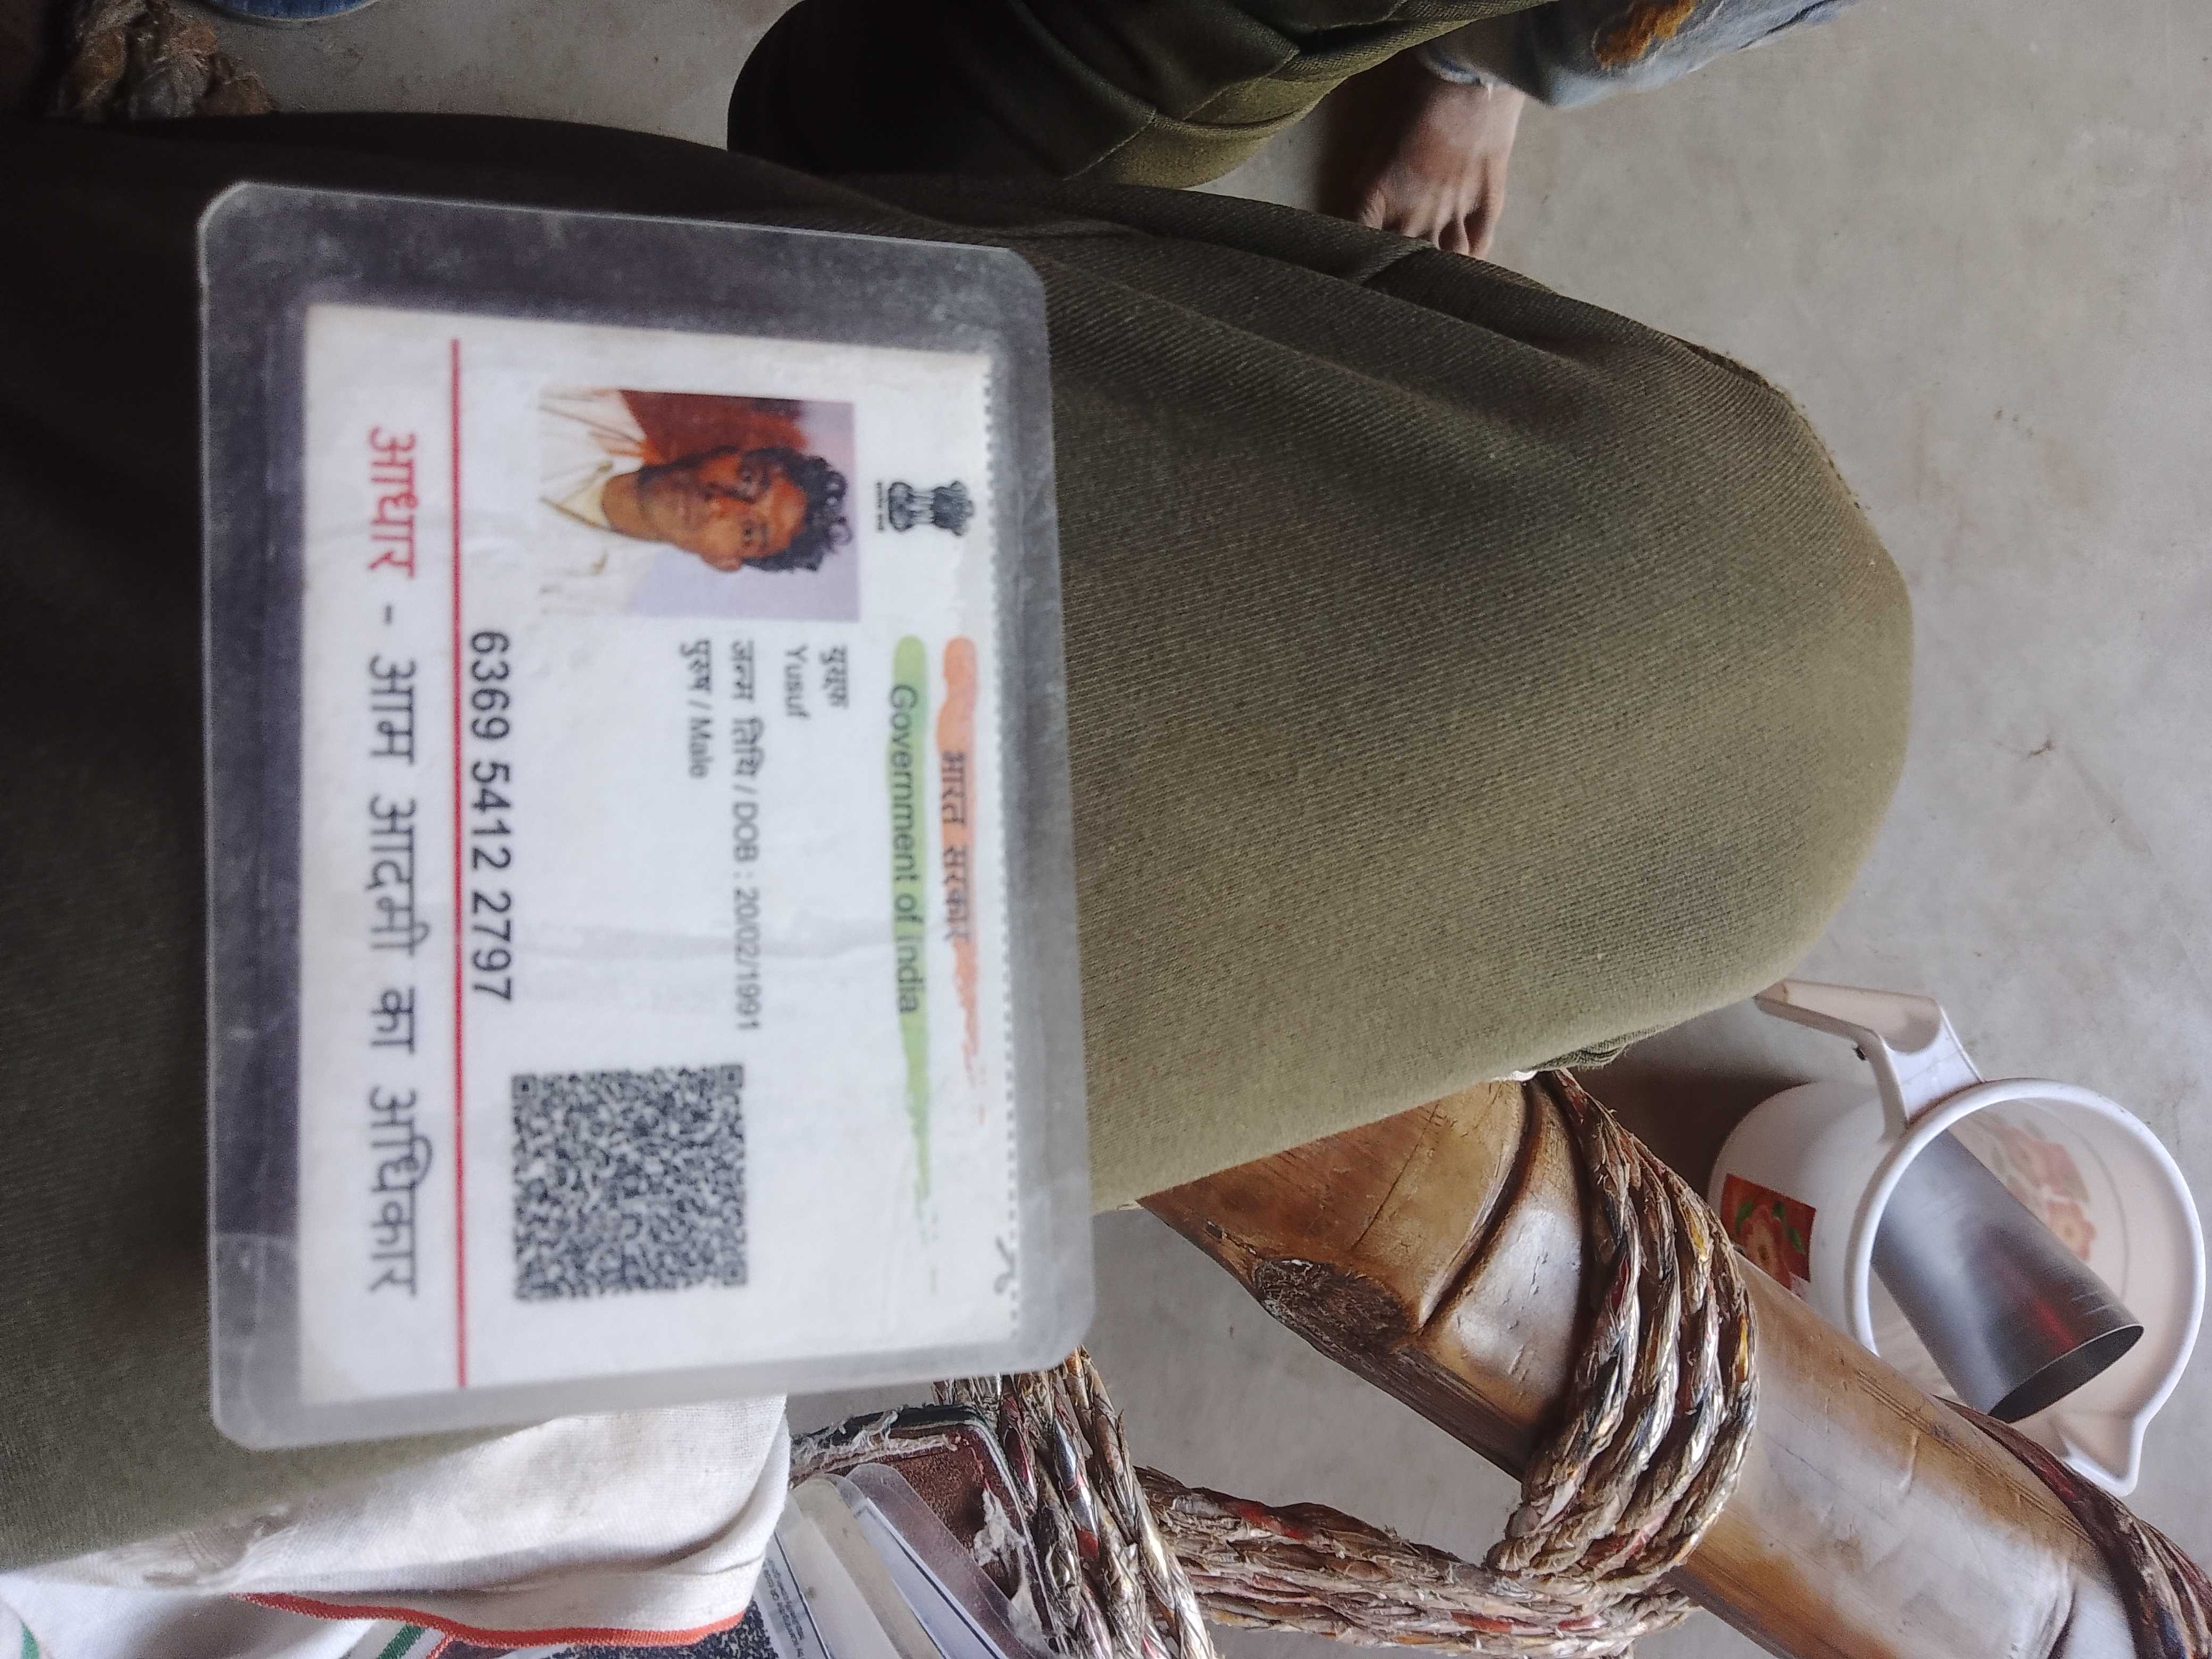 भारत सरकार
Government of India
युसुफ
Yusuf
जन्म तिथि / DOB : 20/02/1991
पुरुष / Male
6369 5412 2797
आधार - आम आदमी का अधिकार